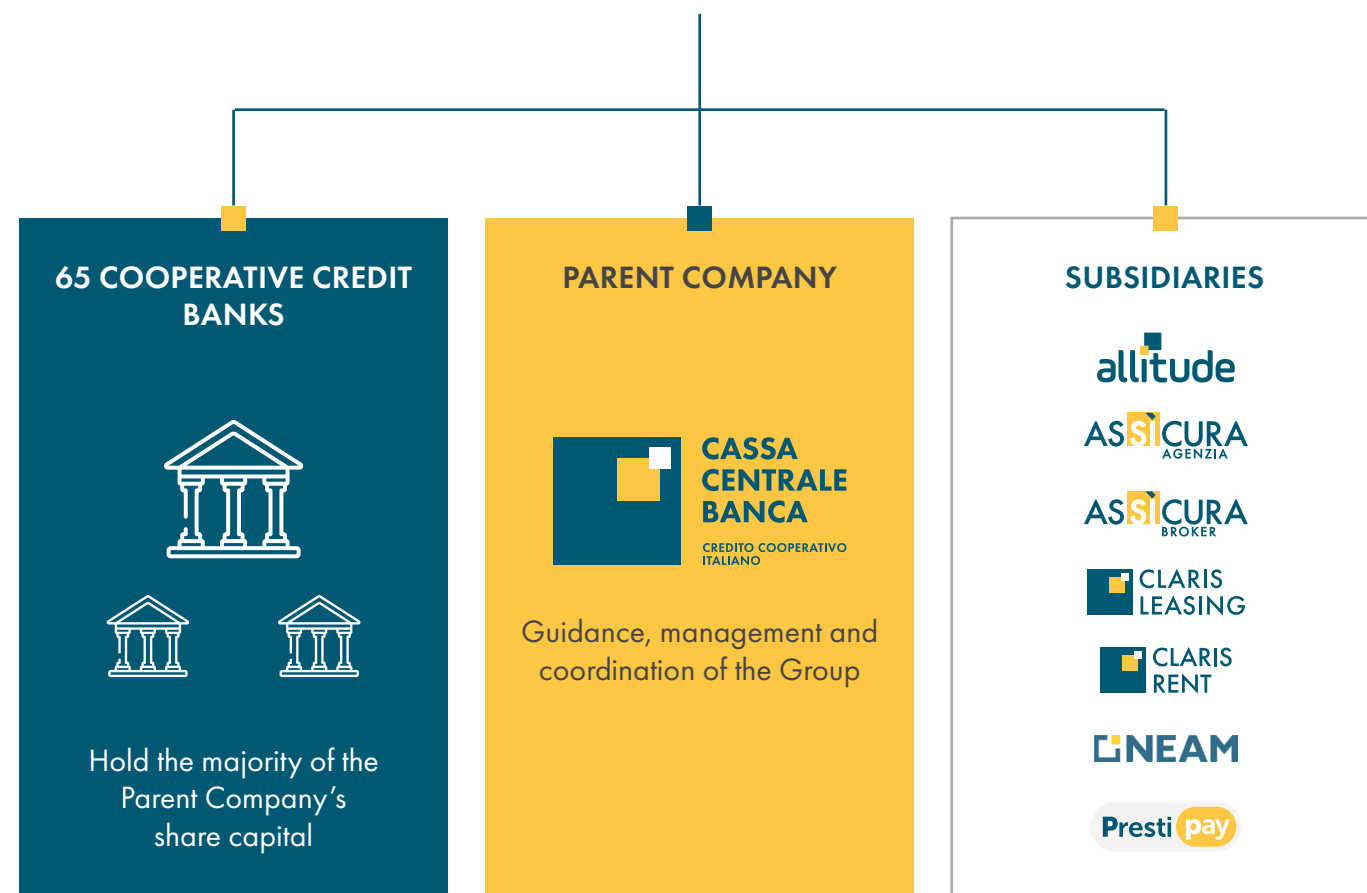 65 COOPERATIVE CREDIT
BANKS
Hold the majority of the
Parent Company’s
share capital
PARENT COMPANY
CASSA
CENTRALE
BANCA
CREDITO COOPERATIVO
ITALIANO
Guidance, management and
coordination of the Group
SUBSIDIARIES
allitude
ASSÌCURA
AGENZIA
ASSÌCURA
BROKER
CLARIS
LEASING
CLARIS
RENT
NEAM
Presti pay